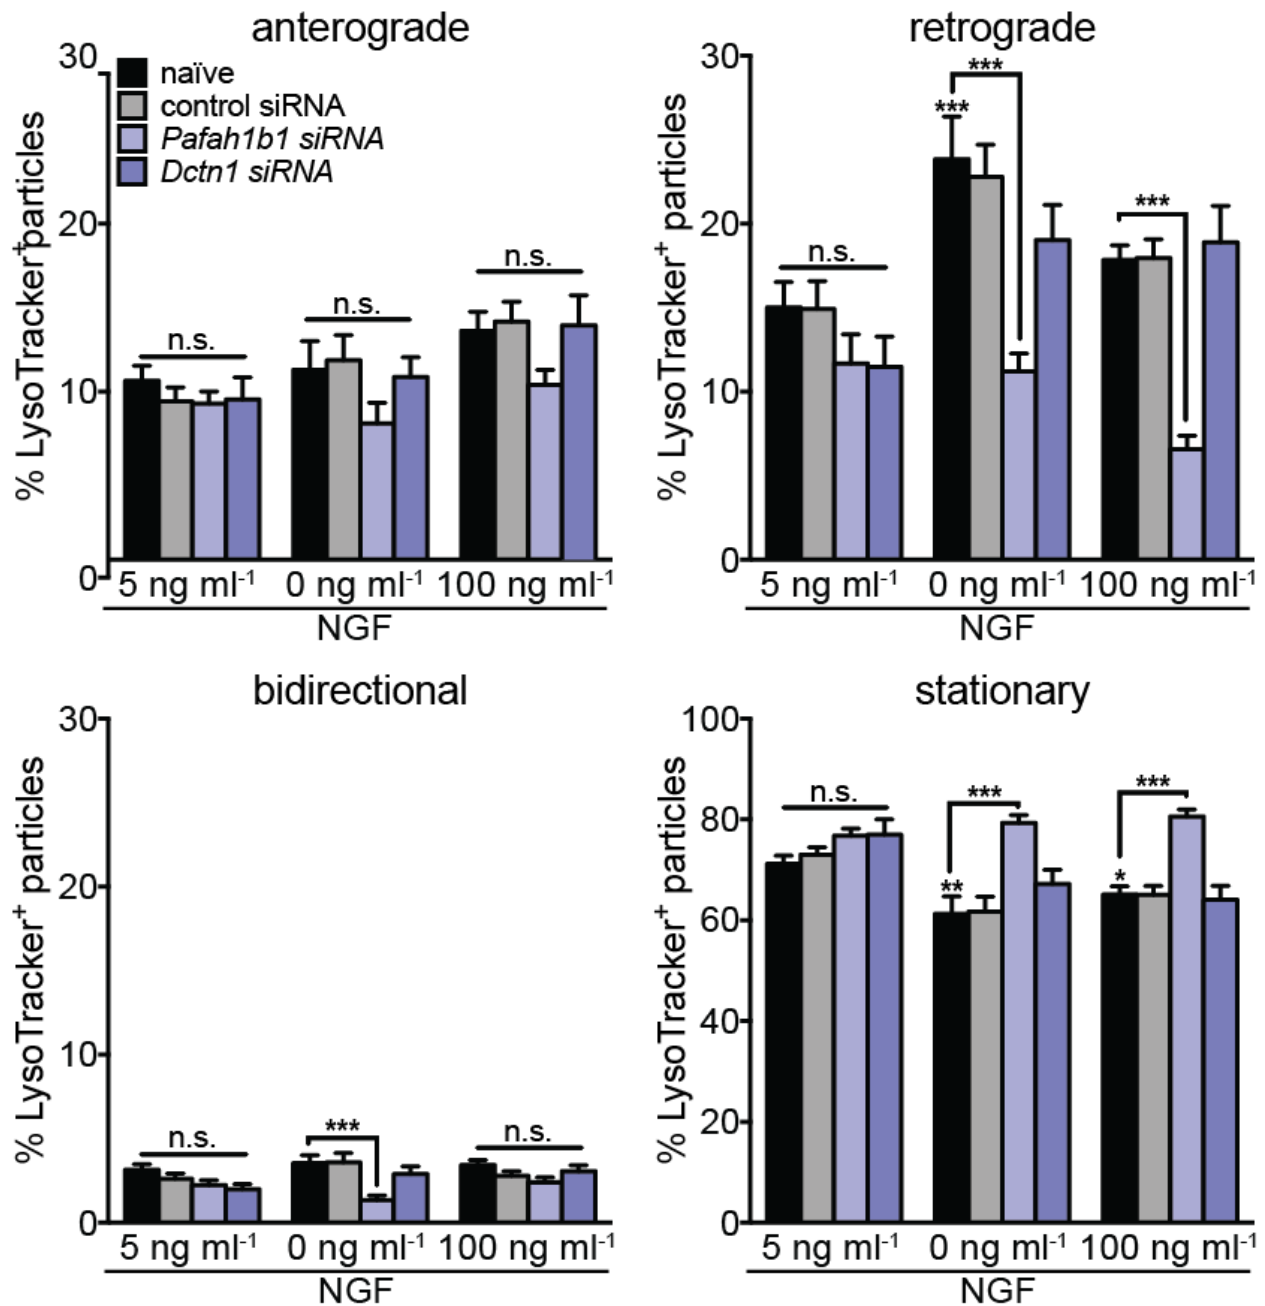 anterograde
30
naïve
control siRNA
Pafah1b1 siRNA
Dctn1 siRNA
% LysoTracker+particles
20
10
0
n.s.
n.s.
n.s.
5 ng ml-1 0 ng ml-1 100 ng ml-1
NGF
retrograde
30
% LysoTracker+ particles
20
10
0
n.s.
***
***
***
5 ng ml-1 0 ng ml-1 100 ng ml-1
NGF
bidirectional
30
% LysoTracker+ particles
20
10
0
n.s.
***
n.s.
5 ng ml-1 0 ng ml-1 100 ng ml-1
NGF
stationary
100
% LysoTracker+ particles
80
60
40
20
0
n.s.
***
**
***
*
5 ng ml-1 0 ng ml-1 100 ng ml-1
NGF